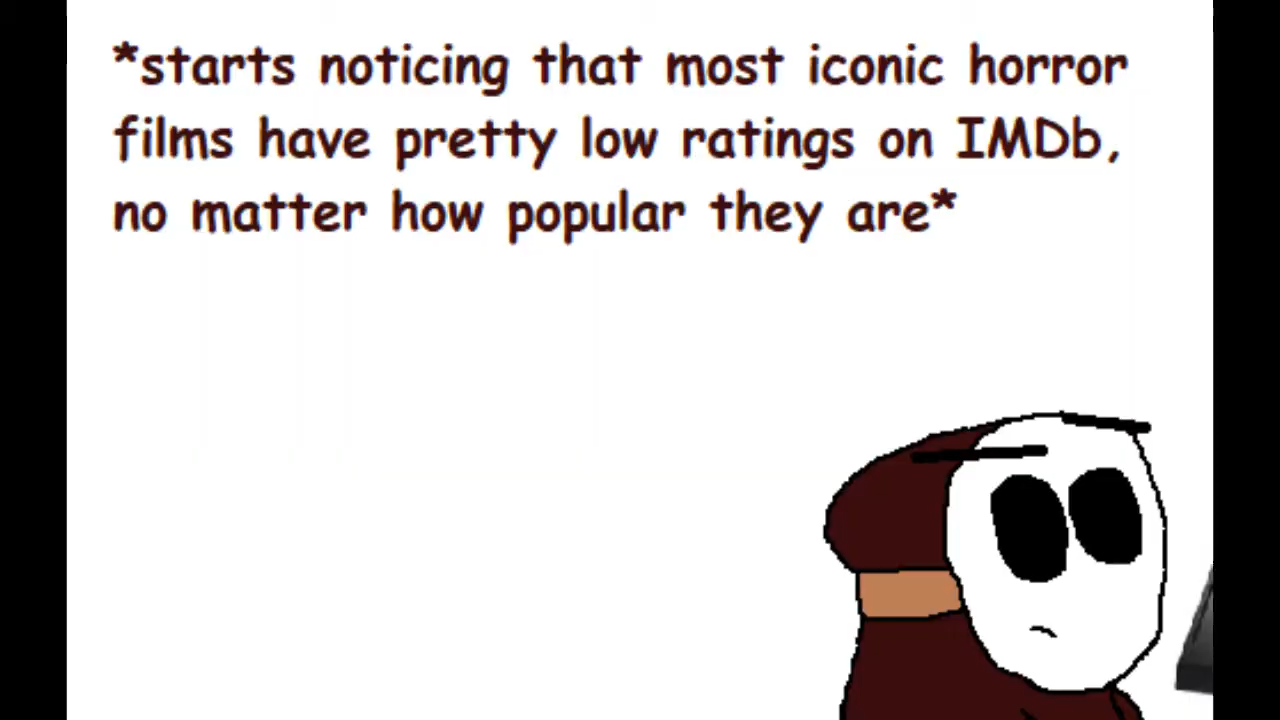 *starts noticing that most iconic horror
films have pretty low ratings on IMDb,
no matter how popular they are*